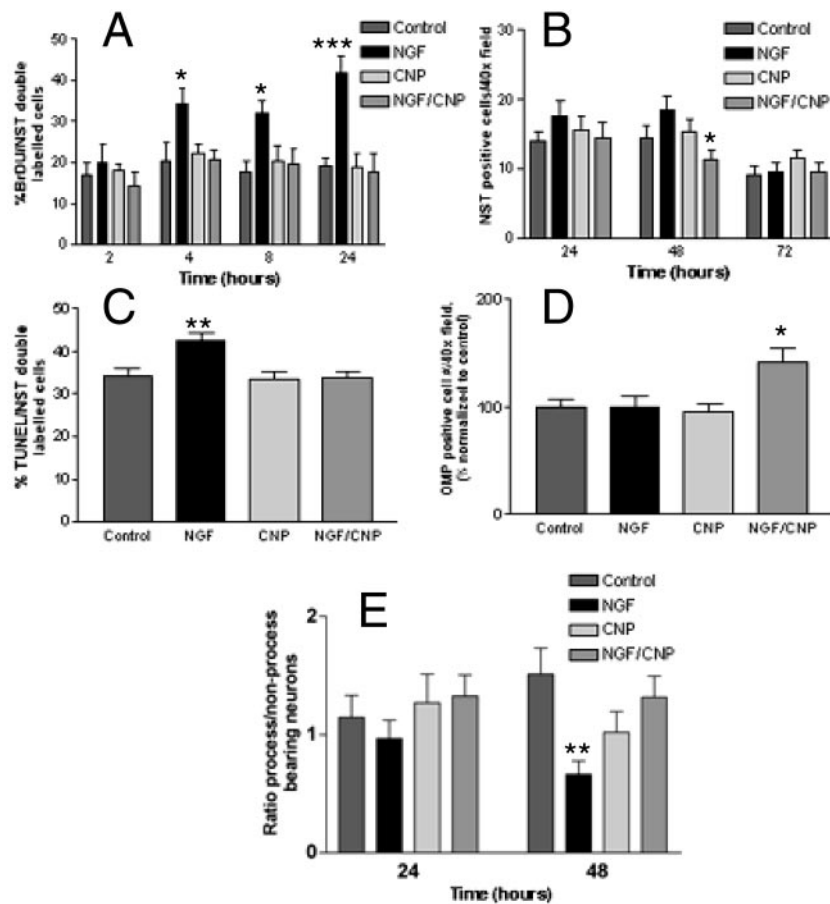 A
%BrDU/NST double
labelled cells
50
40
30
20
10
0
*
*
***
Control
NGF
CNP
NGF/CNP
2 4 8 24
Time (hours)
B
NST positive cells/40x field
40
30
20
10
0
*
Control
NGF
CNP
NGF/CNP
24 48 72
Time (hours)
C
% TUNEL/NST double
labelled cells
50
40
30
20
10
0
**
Control NGF CNP NGF/CNP
D
OMP positive cell #/40x field,
(% normalized to control)
200
100
0
*
Control NGF CNP NGF/CNP
E
Ratio process/non-process
bearing neurons
2
1
0
**
Control
NGF
CNP
NGF/CNP
24 48
Time (hours)